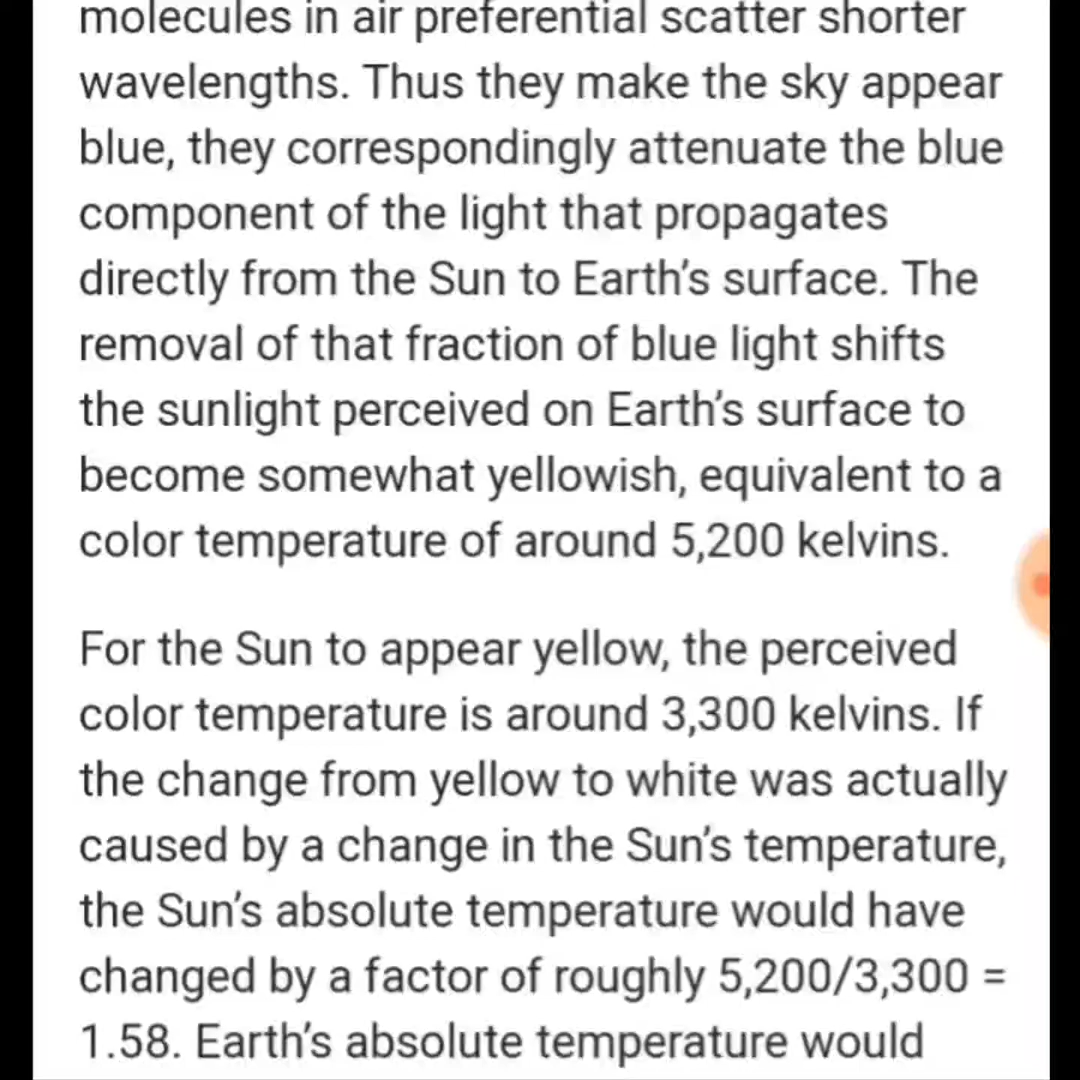 molecules in air preferential scatter shorter
wavelengths. Thus they make the sky appear
blue, they correspondingly attenuate the blue
component of the light that propagates
directly from the Sun to Earth's surface. The
removal of that fraction of blue light shifts
the sunlight perceived on Earth's surface to
become somewhat yellowish, equivalent to a
color temperature of around 5,200 kelvins.
For the Sun to appear yellow, the perceived
color temperature is around 3,300 kelvins. If
the change from yellow to white was actually
caused by a change in the Sun's temperature,
the Sun's absolute temperature would have
changed by a factor of roughly 5,200/3,300 =
1.58. Earth's absolute temperature would